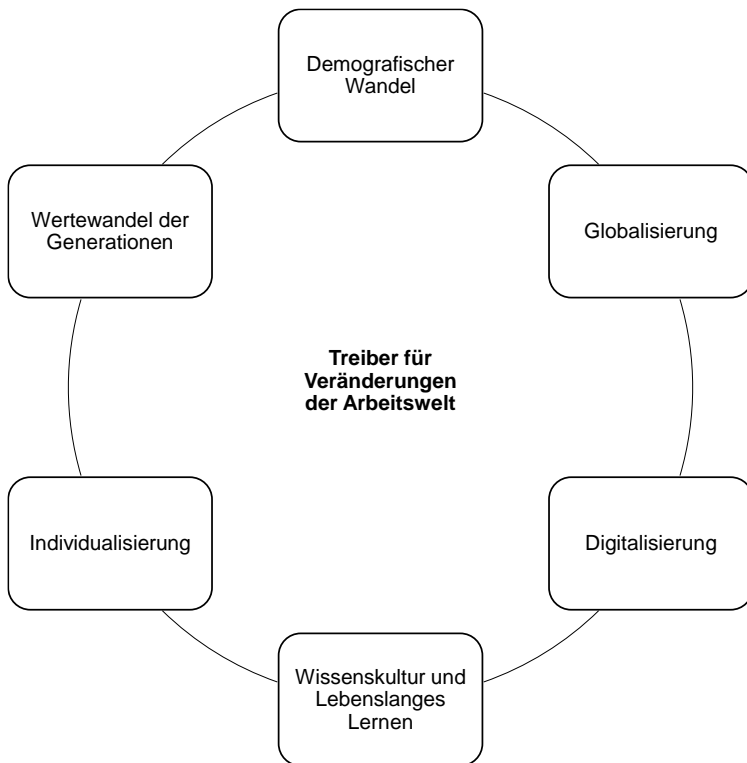 Demografischer
Wandel
Globalisierung
Digitalisierung
Wissenskultur und
Lebenslanges
Lernen
Individualisierung
Wertewandel der
Generationen
Treiber für
Veränderungen
der Arbeitswelt